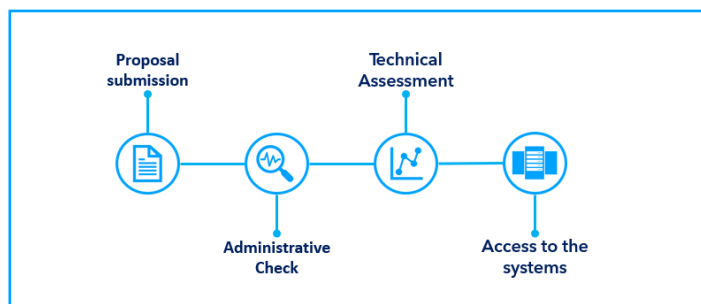 Proposal
submission
Technical
Assessment
Administrative
Check
Access to the
systems